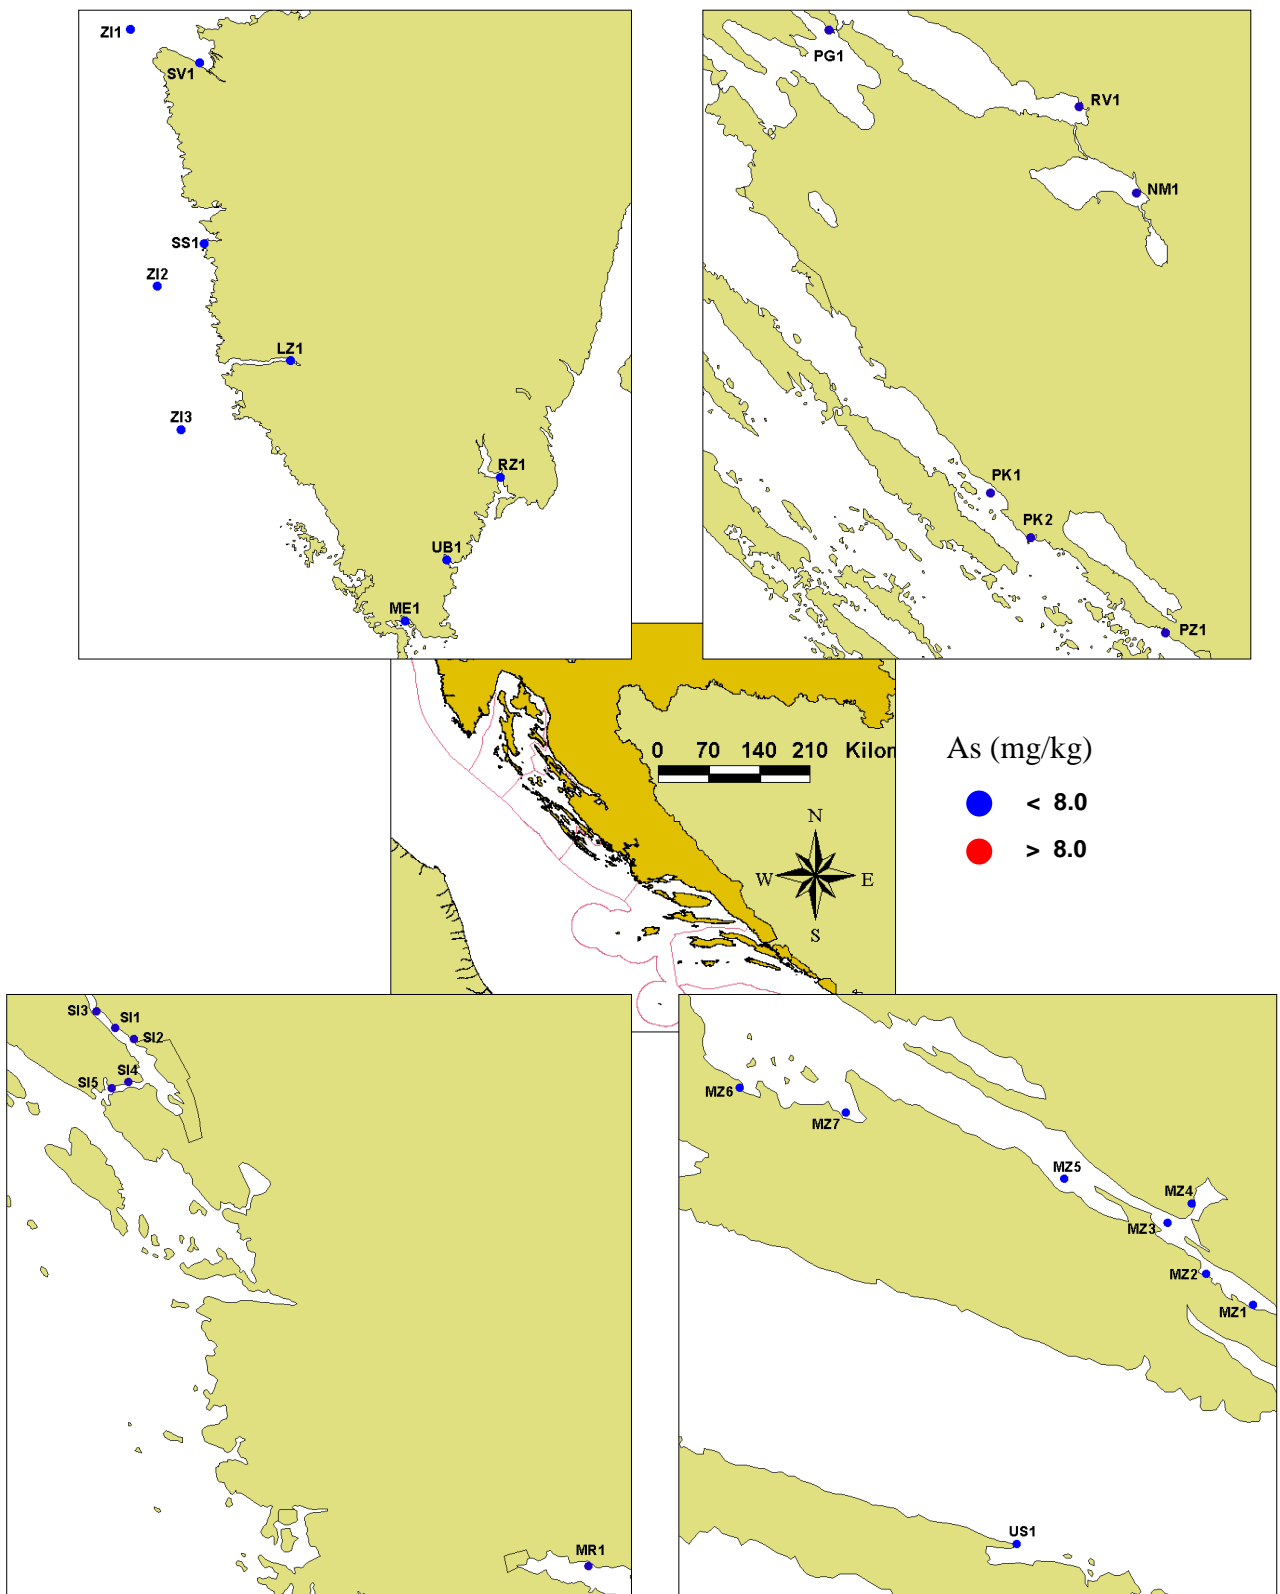 ZI1
SV1
SS1
ZI2
LZ1
ZI3
RZ1
UB1
ME1
PG1
RV1
NM1
PK1
PK2
PZ1
0 70 140 210 Kilon
N
W E
S
As (mg/kg)
< 8.0
> 8.0
SI3
SI1
SI2
SI4
SI5
MR1
MZ6
MZ7
MZ5
MZ4
MZ3
MZ2
MZ1
US1